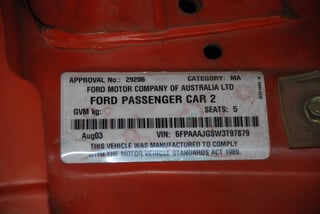 APPROVAL No.: 29206 CATEGORY: MA
FORD MOTOR COMPANY OF AUSTRALIA LTD
FORD PASSENGER CAR 2
GVM kg: SEATS: 5
Aug03 VIN: 6FPAAAJGSW3T97879
THIS VEHICLE WAS MANUFACTURED TO COMPLY
WITH THE MOTOR VEHICLE STANDARDS ACT 1989.